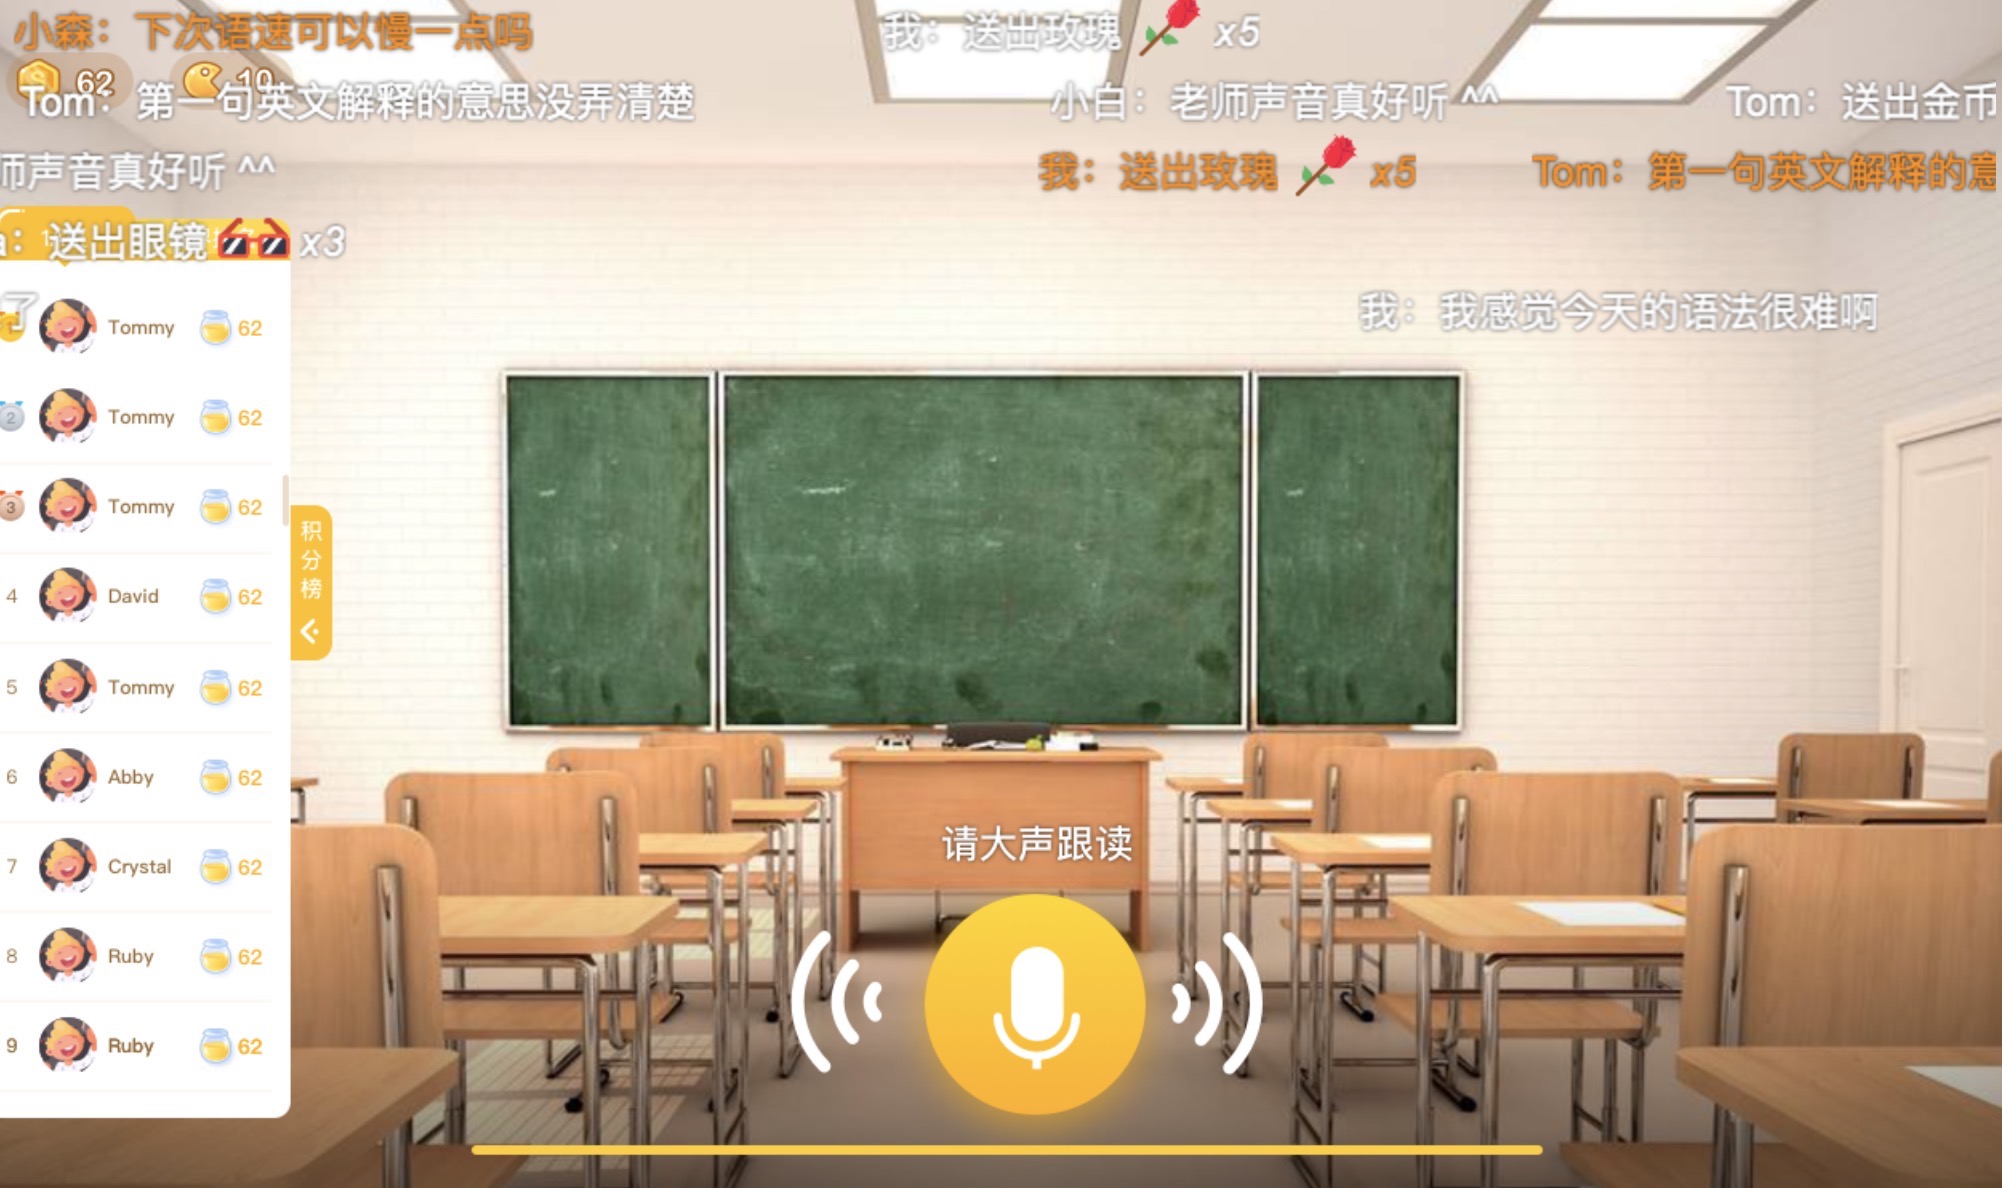 小森：下次语速可以慢一点吗
我：送出玫瑰 x5
62
10
Tom：第一句英文解释的意思没弄清楚
小白：老师声音真好听 ^^
Tom：送出金币
师声音真好听 ^^
我：送出玫瑰 x5
Tom：第一句英文解释的意
a：送出眼镜 x3
了
我：我感觉今天的语法很难啊
Tommy 62
2 Tommy 62
3 Tommy 62
4 David 62
5 Tommy 62
6 Abby 62
7 Crystal 62
8 Ruby 62
9 Ruby 62
积分榜
请大声跟读